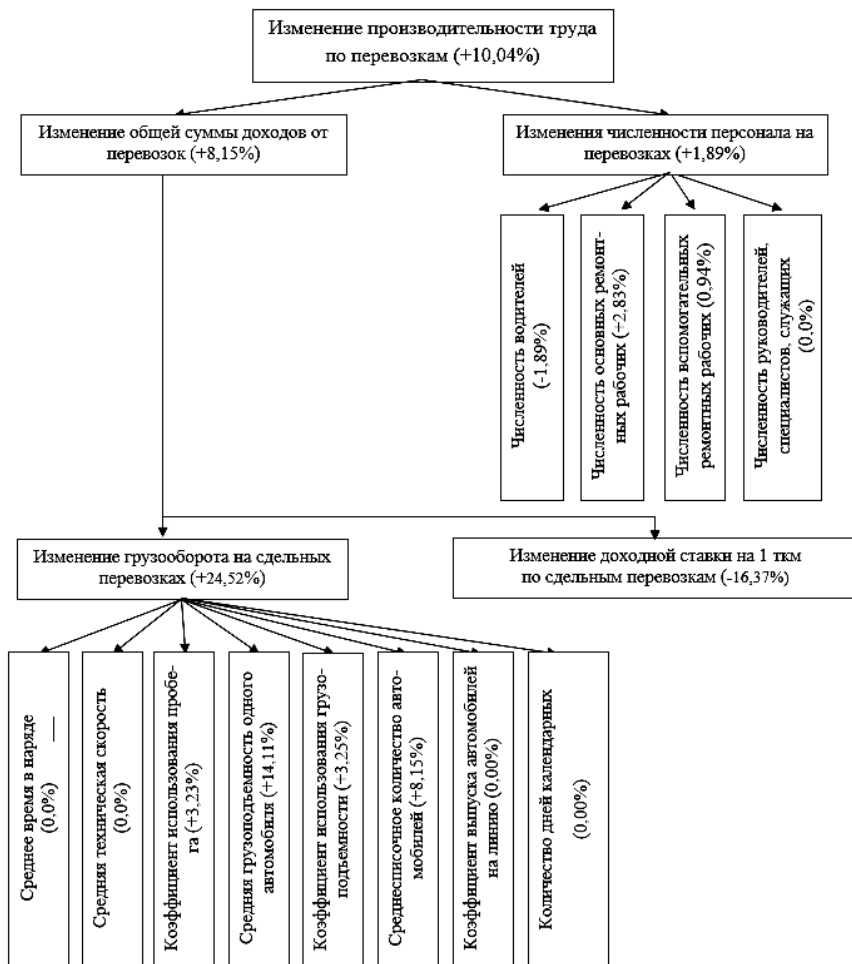 Изменение производительности труда
по перевозкам (+10,04%)
Изменение общей суммы доходов от
перевозок (+8,15%)
Изменения численности персонала на
перевозках (+1,89%)
Численность водителей
(-1,89%)
Численность основных ремонт-
ных рабочих (+2,83%)
Численность вспомогательных
ремонтных рабочих (0,94%)
Численность руководителей,
специалистов, служащих
(0,0%)
Изменение грузооборота на сдельных
перевозках (+24,52%)
Изменение доходной ставки на 1 ткм
по сдельным перевозкам (-16,37%)
Среднее время в наряде
(0,0%)
Средняя техническая скорость
(0,0%)
Коэффициент использования пробе-
га (+3,23%)
Средняя грузоподъемность одного
автомобиля (+14,11%)
Коэффициент использования грузо-
подъемности (+3,25%)
Среднесписочное количество авто-
мобилей (+8,15%)
Коэффициент выпуска автомобилей
на линию (0,00%)
Количество дней календарных
(0,00%)